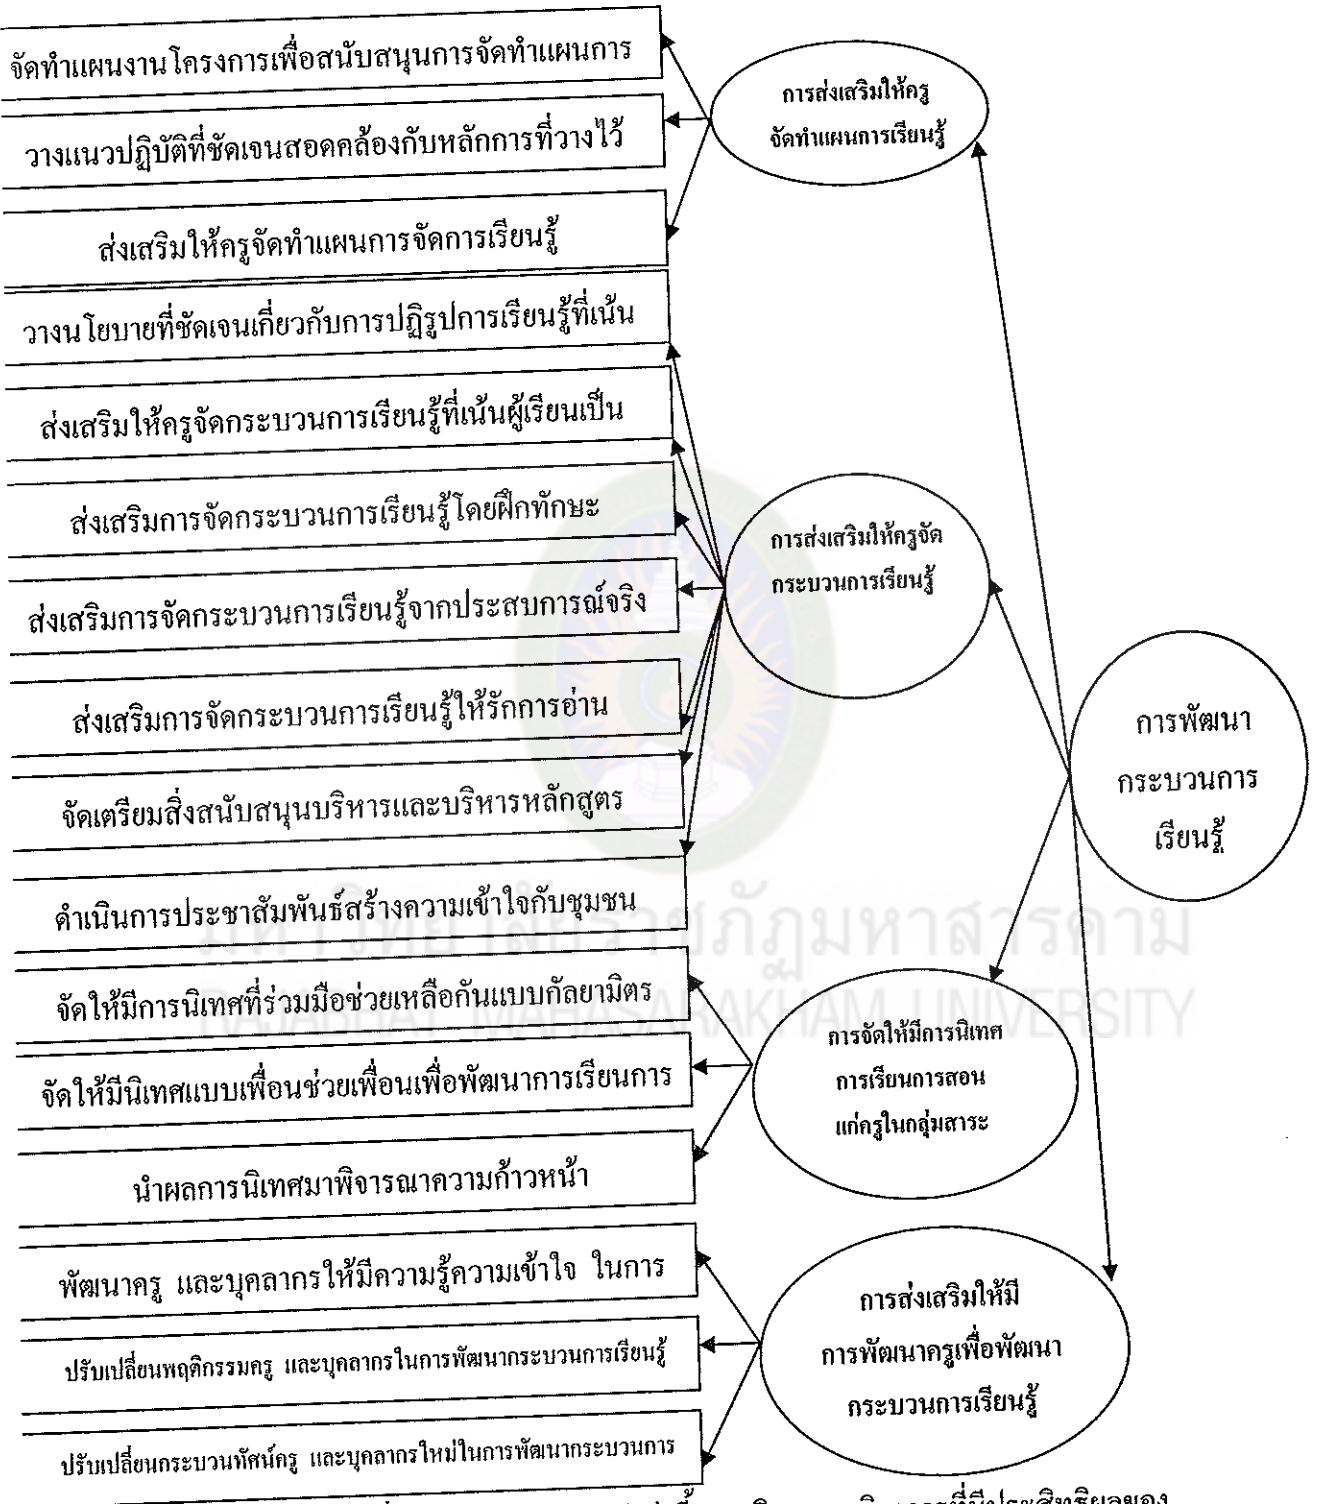 จัดทำแผนงานโครงการเพื่อสนับสนุนการจัดทำแผนการ
วางแนวปฏิบัติที่ชัดเจนสอดคล้องกับหลักการที่วางไว้
ส่งเสริมให้ครูจัดทำแผนการจัดการเรียนรู้
การส่งเสริมให้ครู
จัดทำแผนการเรียนรู้
วางนโยบายที่ชัดเจนเกี่ยวกับการปฏิรูปการเรียนรู้ที่เน้น
ส่งเสริมให้ครูจัดกระบวนการเรียนรู้ที่เน้นผู้เรียนเป็น
ส่งเสริมการจัดกระบวนการเรียนรู้โดยฝึกทักษะ
ส่งเสริมการจัดกระบวนการเรียนรู้จากประสบการณ์จริง
ส่งเสริมการจัดกระบวนการเรียนรู้ให้รักการอ่าน
จัดเตรียมสิ่งสนับสนุนบริหารและบริหารหลักสูตร
ดำเนินการประชาสัมพันธ์สร้างความเข้าใจกับชุมชน
การส่งเสริมให้ครูจัด
กระบวนการเรียนรู้
การพัฒนา
กระบวนการ
เรียนรู้
มหาวิทยาลัยราชภัฏมหาสารคาม
RAJABHAT MAHASARAKHAM UNIVERSITY
จัดให้มีการนิเทศที่ร่วมมือช่วยเหลือกันแบบกัลยามิตร
จัดให้มีนิเทศแบบเพื่อนช่วยเพื่อนเพื่อพัฒนาการเรียนการ
นำผลการนิเทศมาพิจารณาความก้าวหน้า
การจัดให้มีการนิเทศ
การเรียนการสอน
แก่ครูในกลุ่มสาระ
พัฒนาครู และบุคลากรให้มีความรู้ความเข้าใจ ในการ
ปรับเปลี่ยนพฤติกรรมครู และบุคลากรในการพัฒนากระบวนการเรียนรู้
ปรับเปลี่ยนกระบวนทัศน์ครู และบุคลากรใหม่ในการพัฒนากระบวนการ
การส่งเสริมให้มี
การพัฒนาครูเพื่อพัฒนา
กระบวนการเรียนรู้
ที่มีประสิทธิผลของ